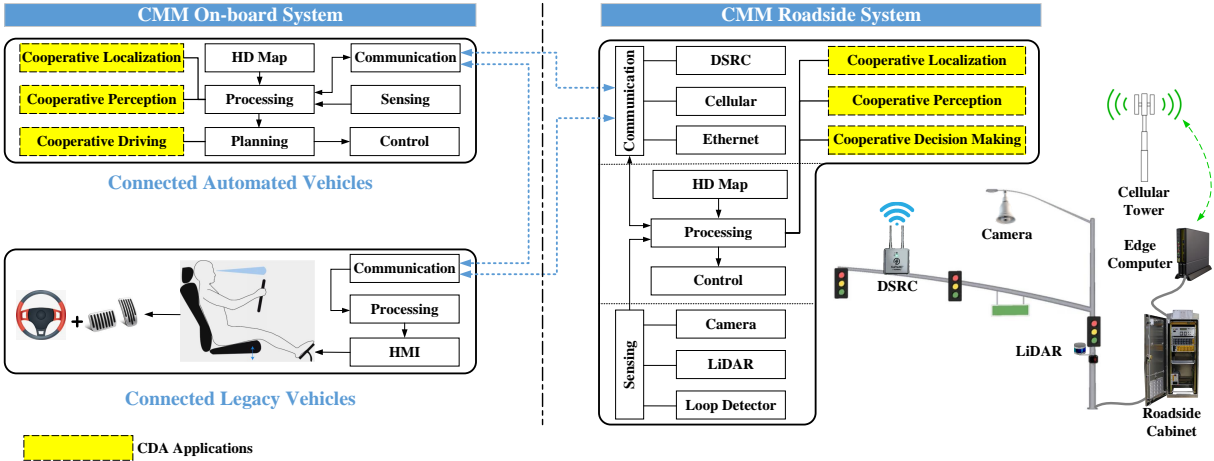 CMM On-board System
Cooperative Localization
HD Map
Communication
Cooperative Perception
Processing
Sensing
Cooperative Driving
Planning
Control
Connected Automated Vehicles
Communication
Processing
HMI
+
Connected Legacy Vehicles
CDA Applications
CMM Roadside System
Communication
DSRC
Cellular
Ethernet
Cooperative Localization
Cooperative Perception
Cooperative Decision Making
HD Map
Processing
Control
Sensing
Camera
LiDAR
Loop Detector
Cellular
Tower
Camera
Edge
Computer
DSRC
LiDAR
Roadside
Cabinet